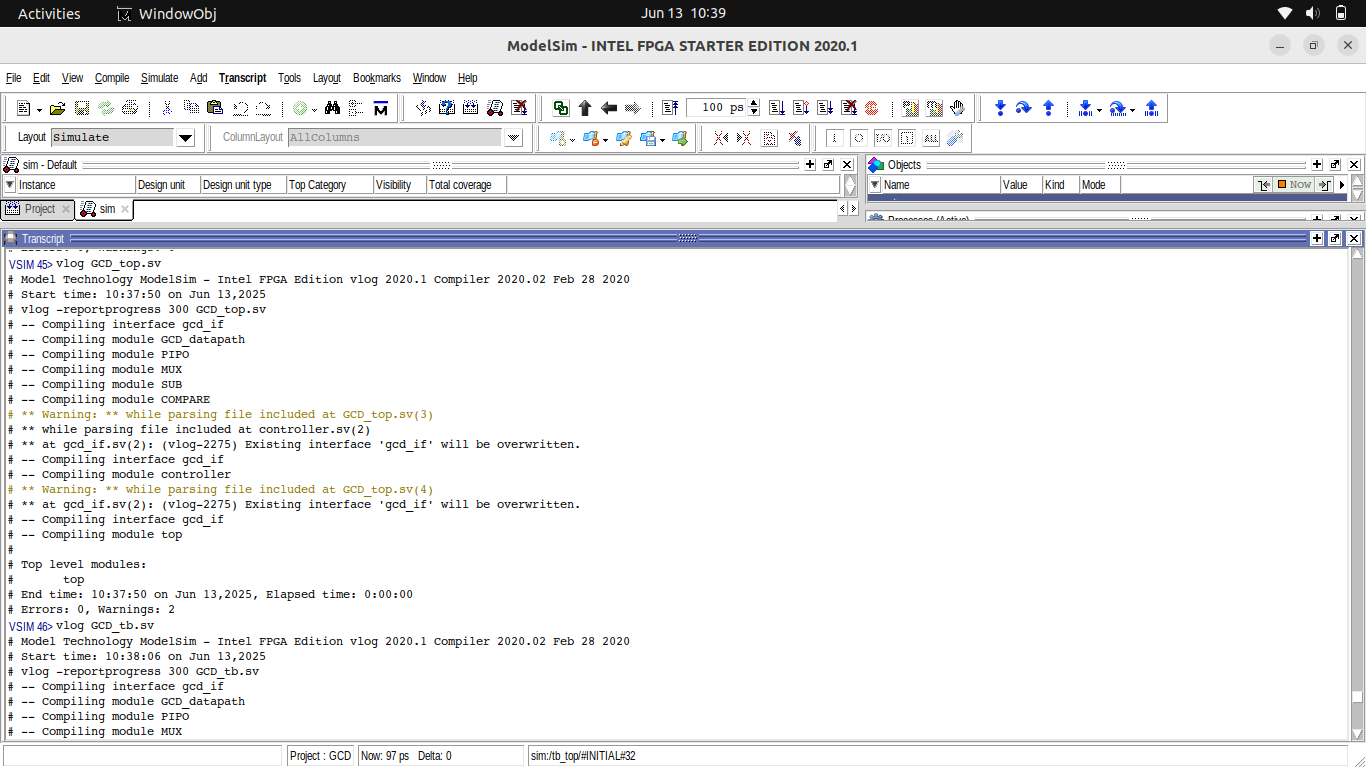 Activities WindowObj Jun 13 10:39
ModelSim - INTEL FPGA STARTER EDITION 2020.1
File Edit View Compile Simulate Add Transcript Tools Layout Bookmarks Window Help
100 ps
Layout Simulate ColumnLayout AllColumns
sim - Default
Instance Design unit Design unit type Top Category Visibility Total coverage
Objects
Name Value Kind Mode Now
Project sim
Processes (Active)
Transcript
VSIM 45> vlog GCD_top.sv
# Model Technology ModelSim - Intel FPGA Edition vlog 2020.1 Compiler 2020.02 Feb 28 2020
# Start time: 10:37:50 on Jun 13,2025
# vlog -reportprogress 300 GCD_top.sv
# -- Compiling interface gcd_if
# -- Compiling module GCD_datapath
# -- Compiling module PIPO
# -- Compiling module MUX
# -- Compiling module SUB
# -- Compiling module COMPARE
# ** Warning: ** while parsing file included at GCD_top.sv(3)
# ** while parsing file included at controller.sv(2)
# ** at gcd_if.sv(2): (vlog-2275) Existing interface 'gcd_if' will be overwritten.
# -- Compiling interface gcd_if
# -- Compiling module controller
# ** Warning: ** while parsing file included at GCD_top.sv(4)
# ** at gcd_if.sv(2): (vlog-2275) Existing interface 'gcd_if' will be overwritten.
# -- Compiling interface gcd_if
# -- Compiling module top
#
# Top level modules:
# top
# End time: 10:37:50 on Jun 13,2025, Elapsed time: 0:00:00
# Errors: 0, Warnings: 2
VSIM 46> vlog GCD_tb.sv
# Model Technology ModelSim - Intel FPGA Edition vlog 2020.1 Compiler 2020.02 Feb 28 2020
# Start time: 10:38:06 on Jun 13,2025
# vlog -reportprogress 300 GCD_tb.sv
# -- Compiling interface gcd_if
# -- Compiling module GCD_datapath
# -- Compiling module PIPO
# -- Compiling module MUX
Project : GCD Now: 97 ps Delta: 0 sim:/tb_top/#INITIAL#32